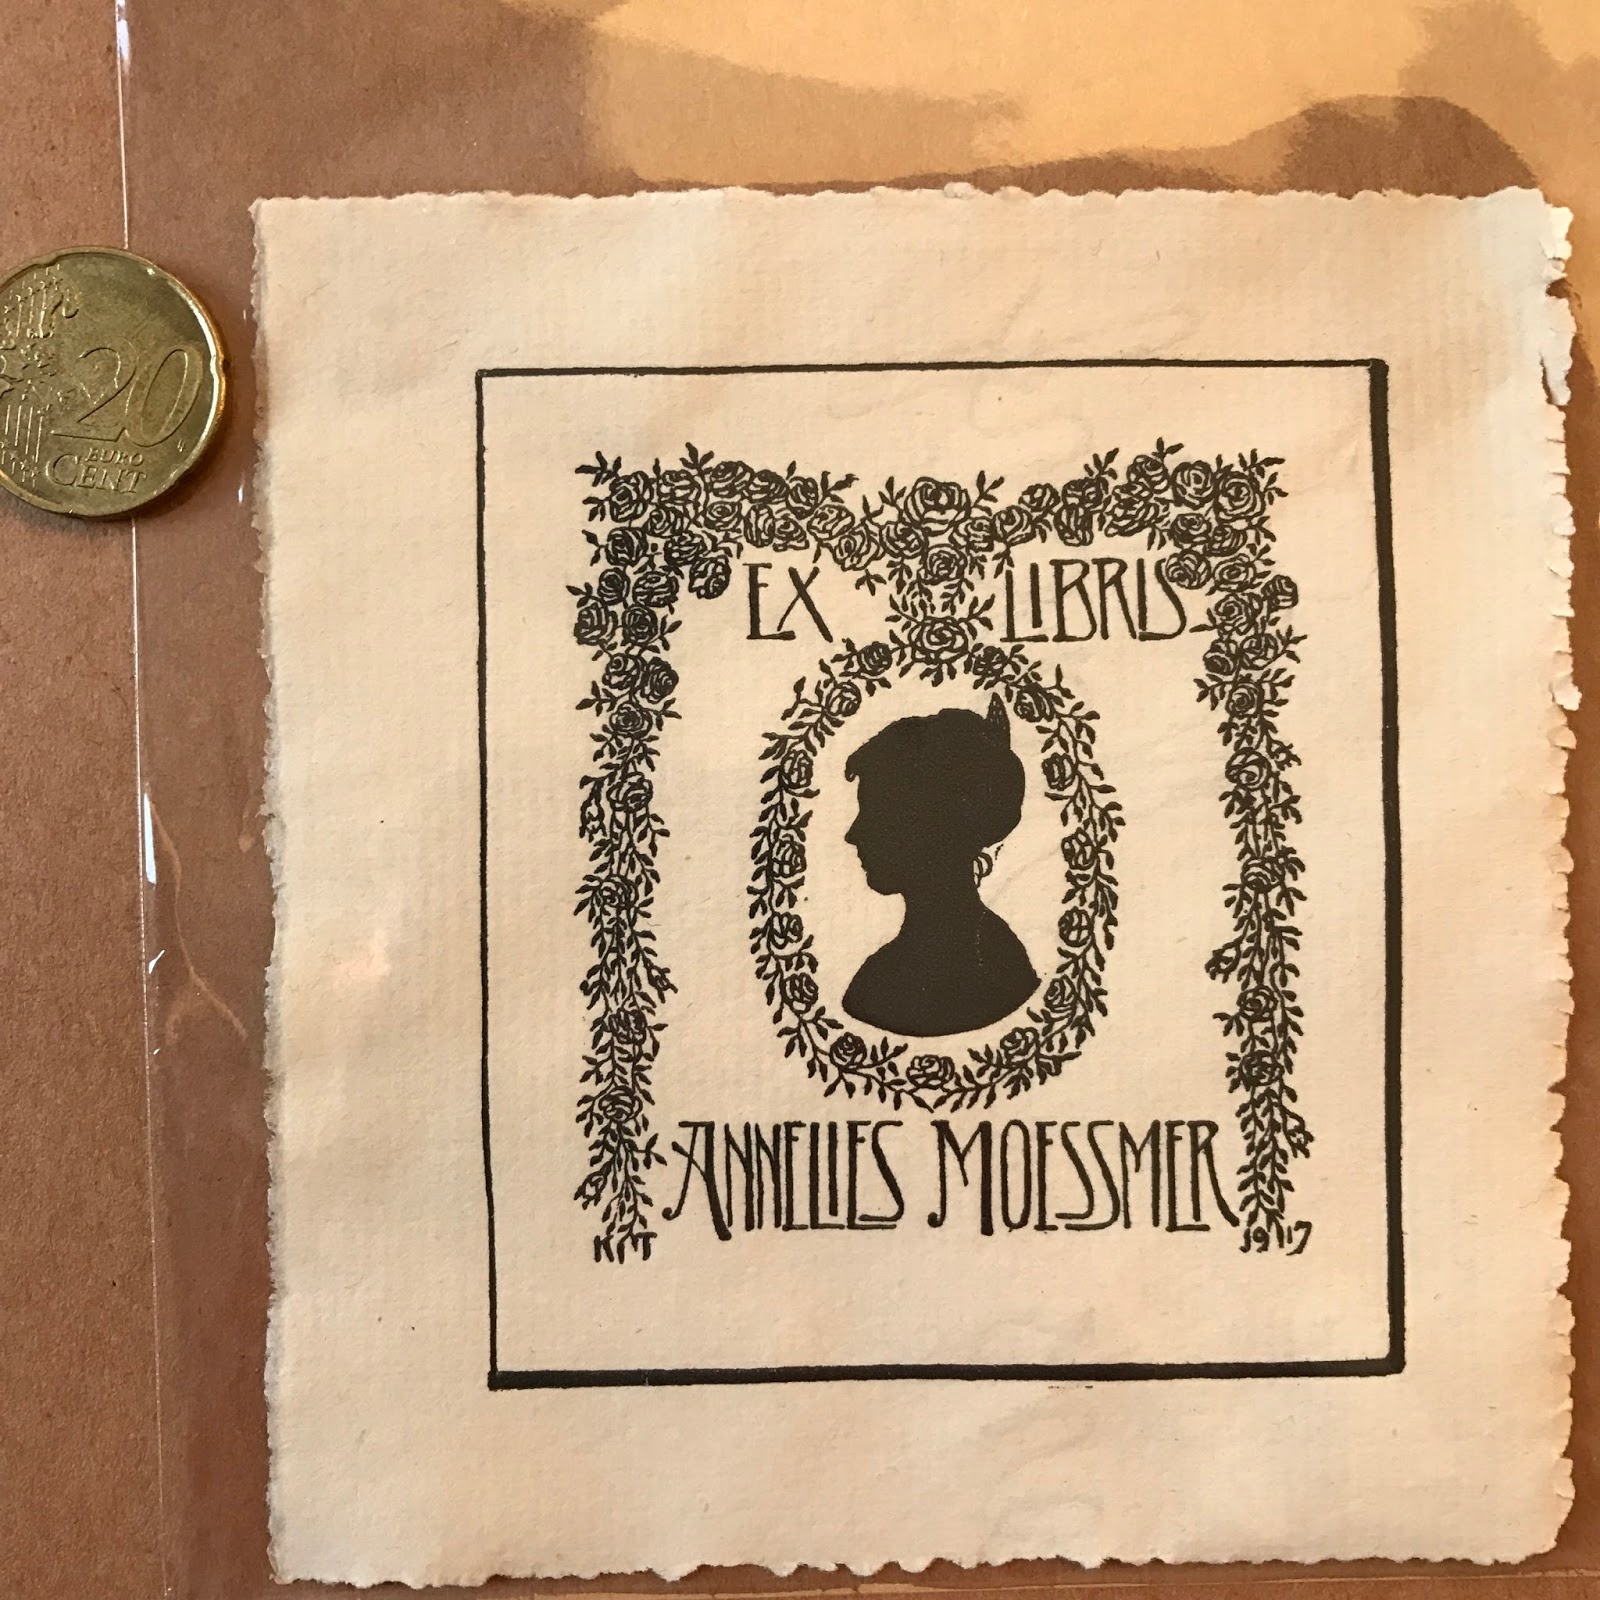 20
EURO
CENT
EX LIBRIS
ANNELIES MOESSMER
1917